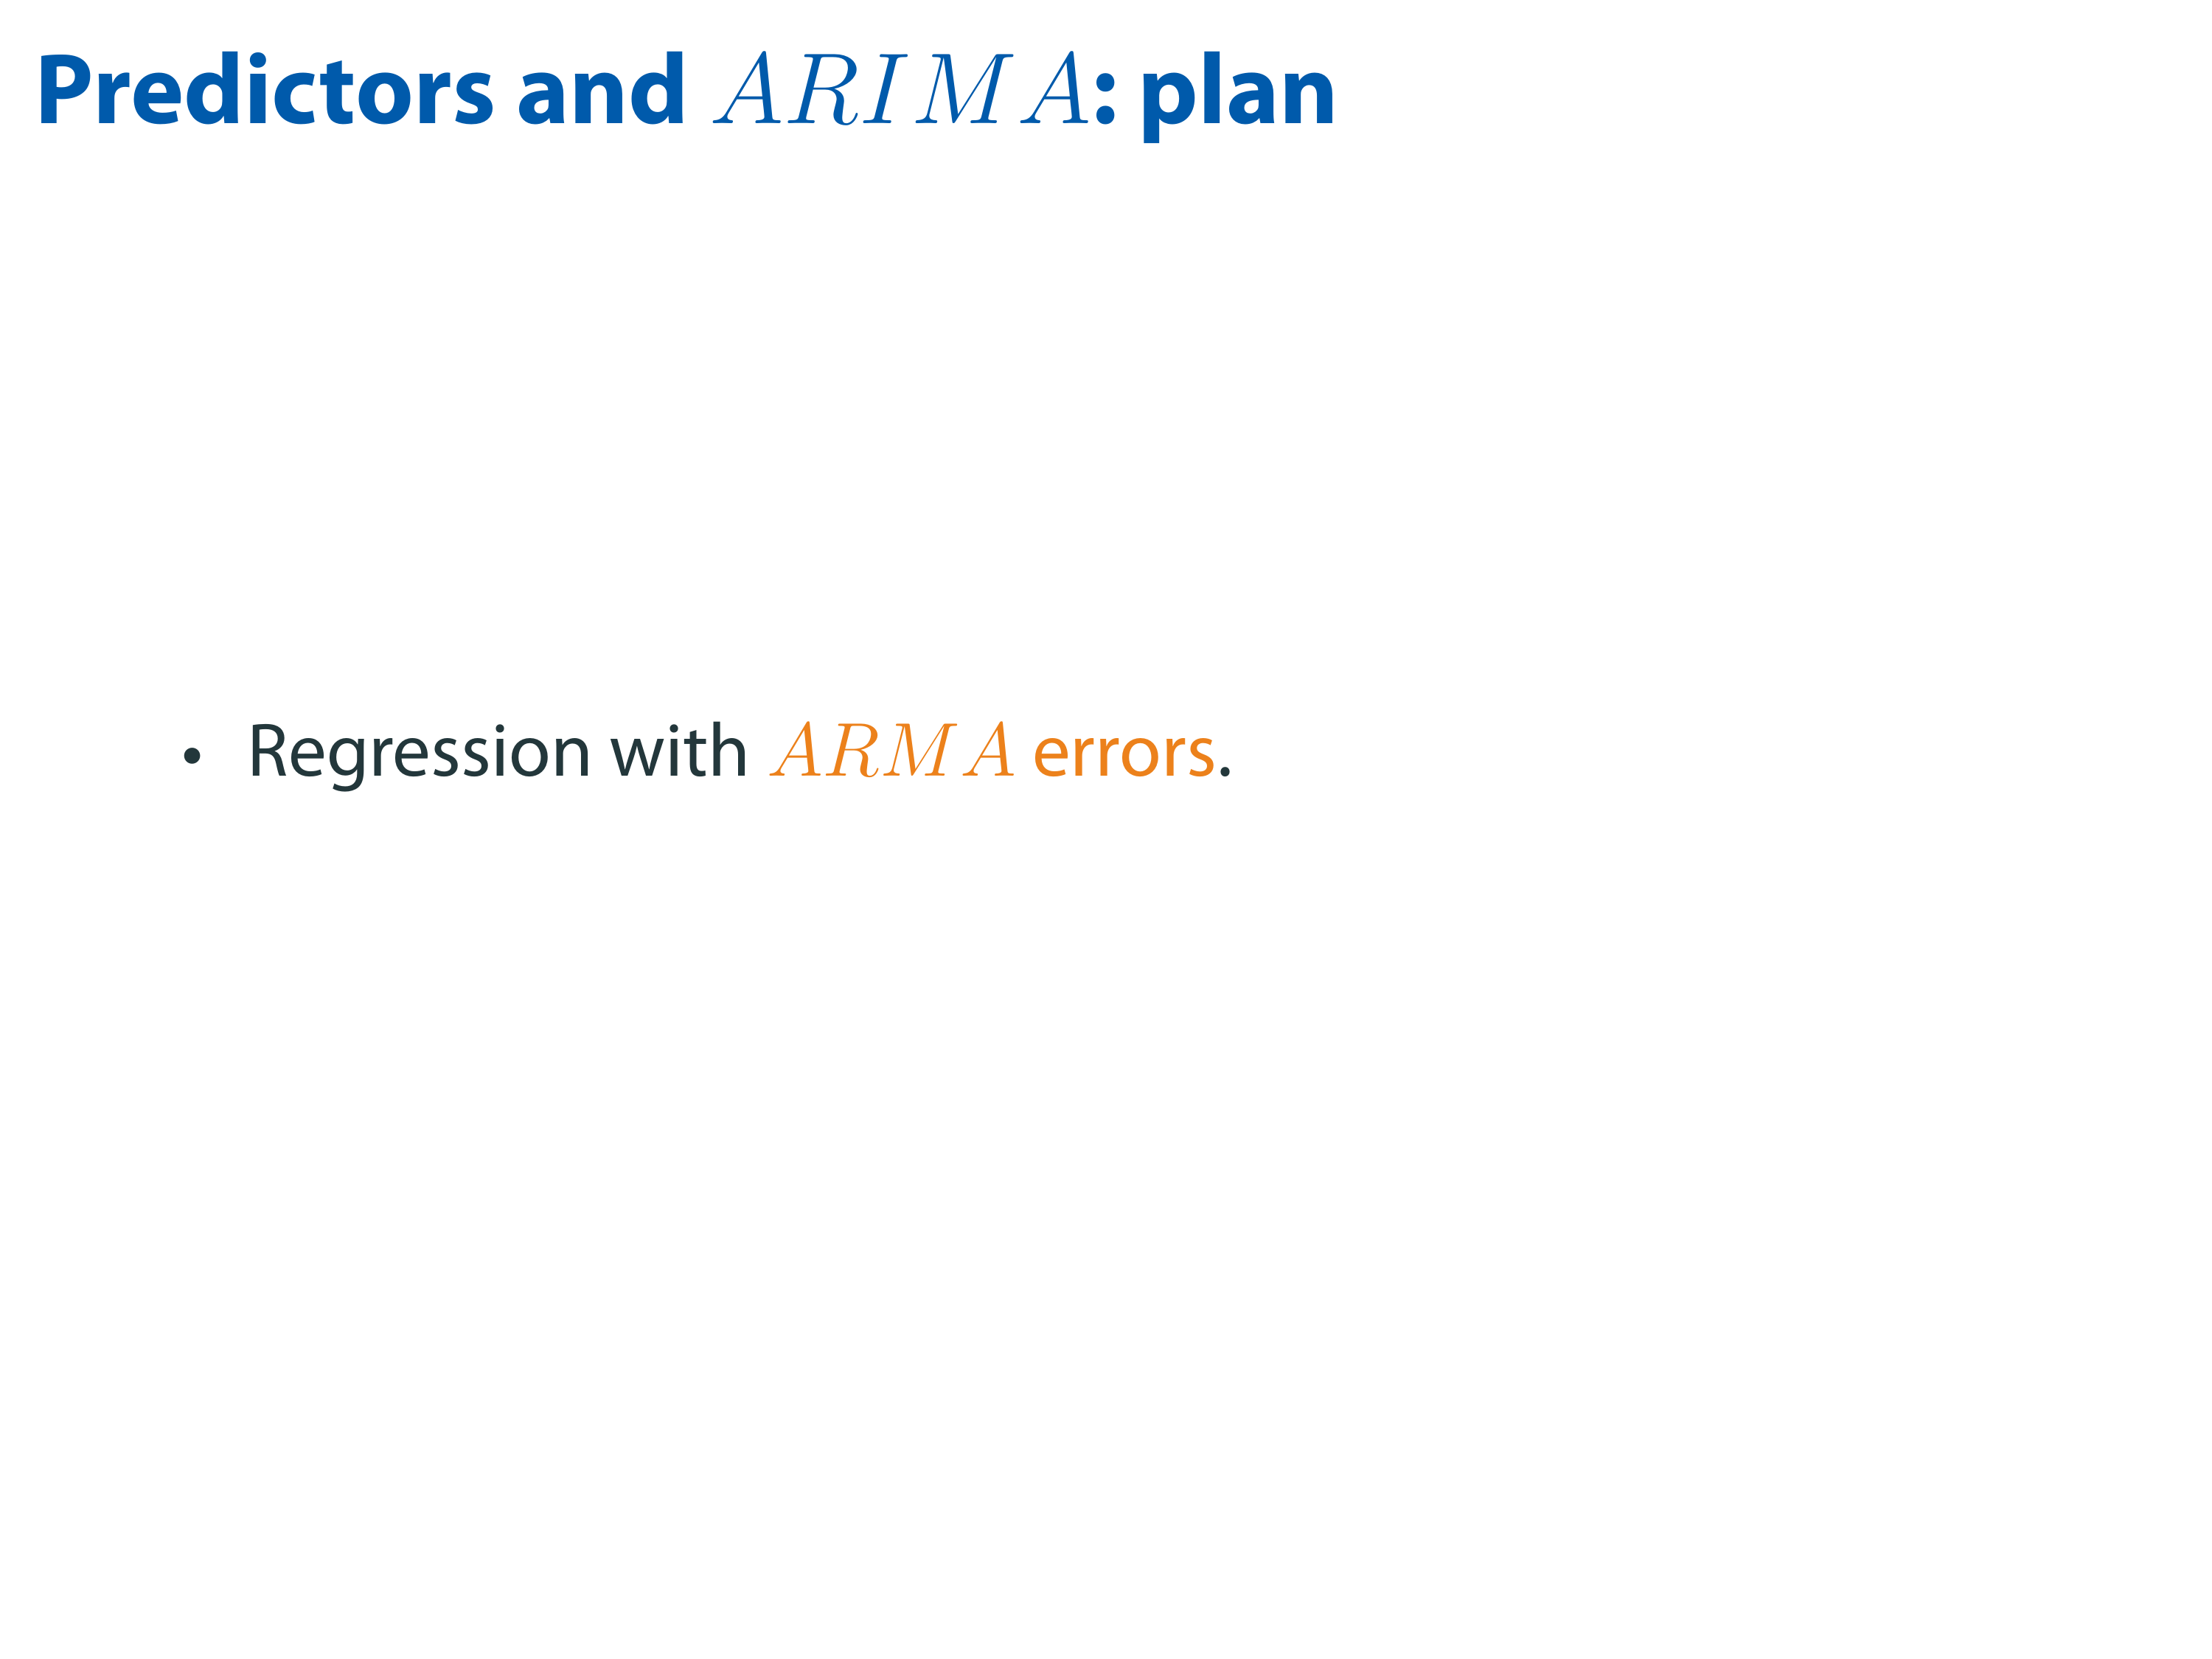 Predictors and ARIMA: plan
• Regression with ARMA errors.